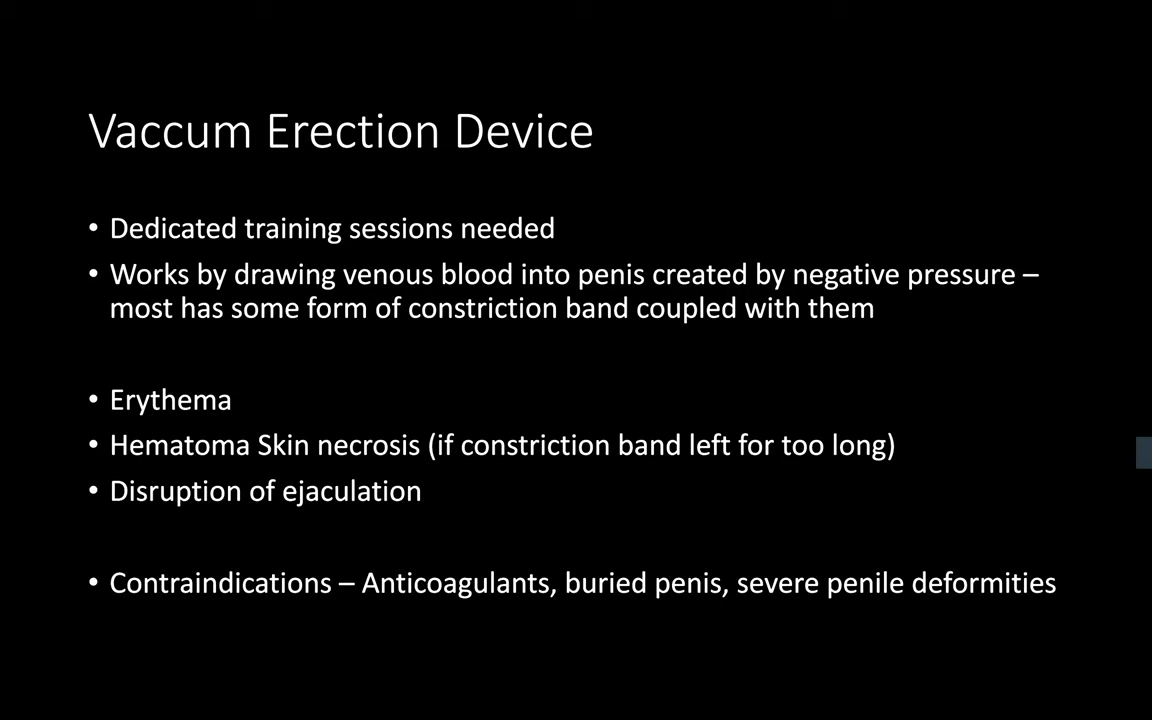 Vaccum Erection Device
• Dedicated training sessions needed
• Works by drawing venous blood into penis created by negative pressure –
most has some form of constriction band coupled with them
• Erythema
• Hematoma Skin necrosis (if constriction band left for too long)
• Disruption of ejaculation
• Contraindications – Anticoagulants, buried penis, severe penile deformities